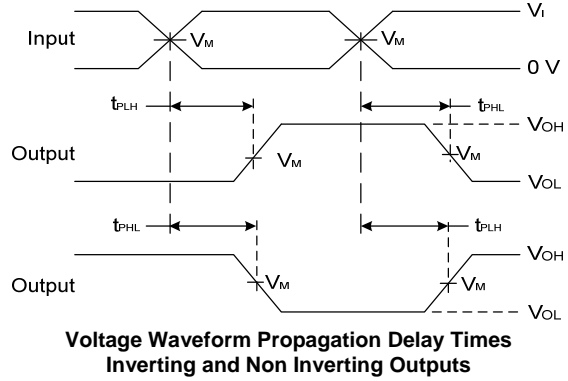 VI
Input VM VM
0 V
tPLH tPHL
VOH
Output VM VM
VOL
tPHL tPLH
VOH
Output VM VM
VOL
Voltage Waveform Propagation Delay Times
Inverting and Non Inverting Outputs